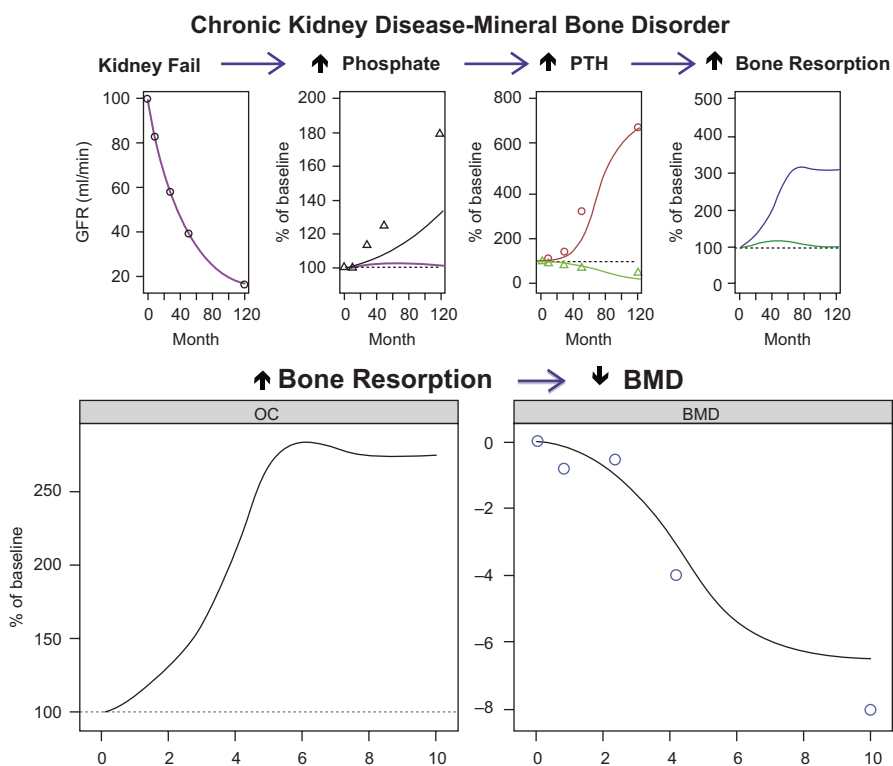 Chronic Kidney Disease-Mineral Bone Disorder
Kidney Fail Phosphate PTH Bone Resorption
GFR (ml/min)
100
80
60
40
20
0 40 80 120
Month
% of baseline
200
180
160
140
120
100
0 40 80 120
Month
% of baseline
800
600
400
200
100
0
0 40 80 120
Month
% of baseline
500
400
300
200
100
0
0 40 80 120
Month
Bone Resorption BMD
OC
% of baseline
250
200
150
100
0 2 4 6 8 10
BMD
0
–2
–4
–6
–8
0 2 4 6 8 10